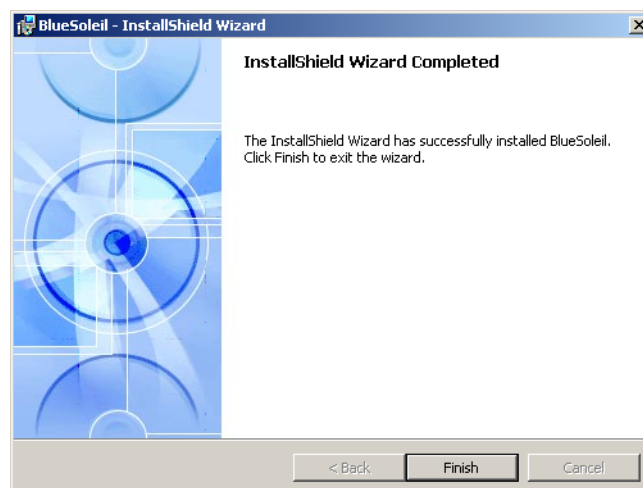 BlueSoleil - InstallShield Wizard
InstallShield Wizard Completed
The InstallShield Wizard has successfully installed BlueSoleil.
Click Finish to exit the wizard.
< Back
Finish
Cancel